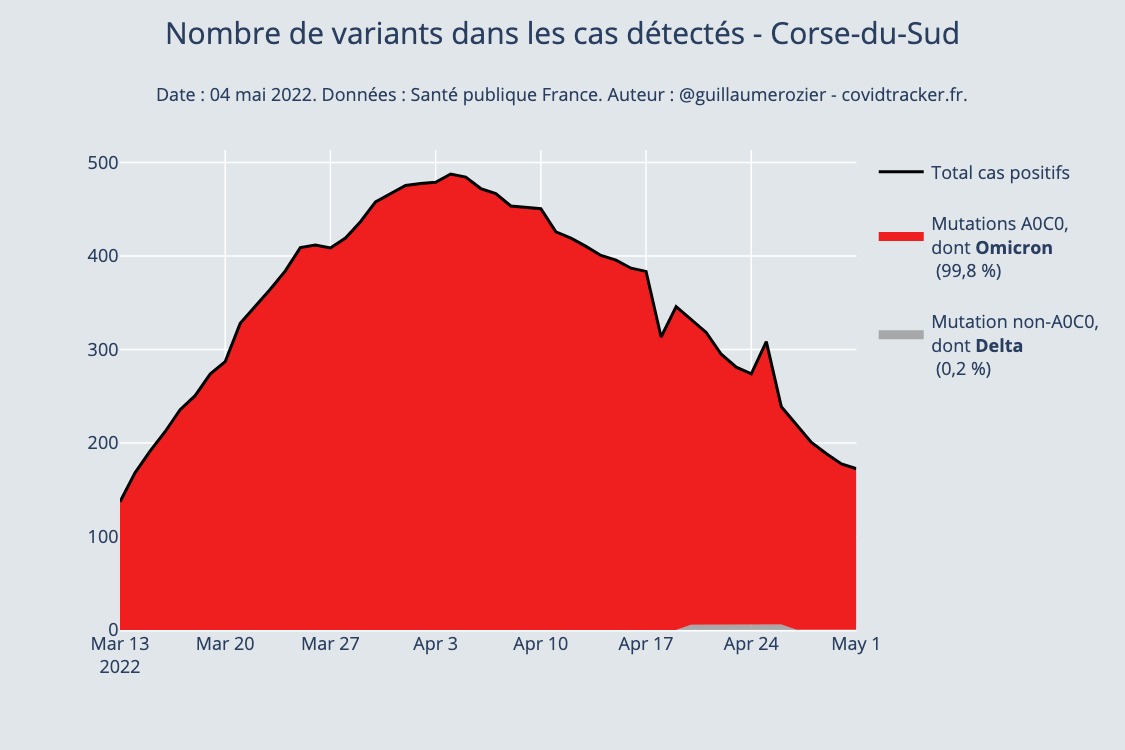 Nombre de variants dans les cas détectés - Corse-du-Sud
Date : 04 mai 2022. Données : Santé publique France. Auteur : @guillaumerozier - covidtracker.fr.
500
400
300
200
100
0
Mar 13
2022
Mar 20
Mar 27
Apr 3
Apr 10
Apr 17
Apr 24
May 1
Total cas positifs
Mutations A0C0,
dont Omicron
(99,8 %)
Mutation non-A0C0,
dont Delta
(0,2 %)